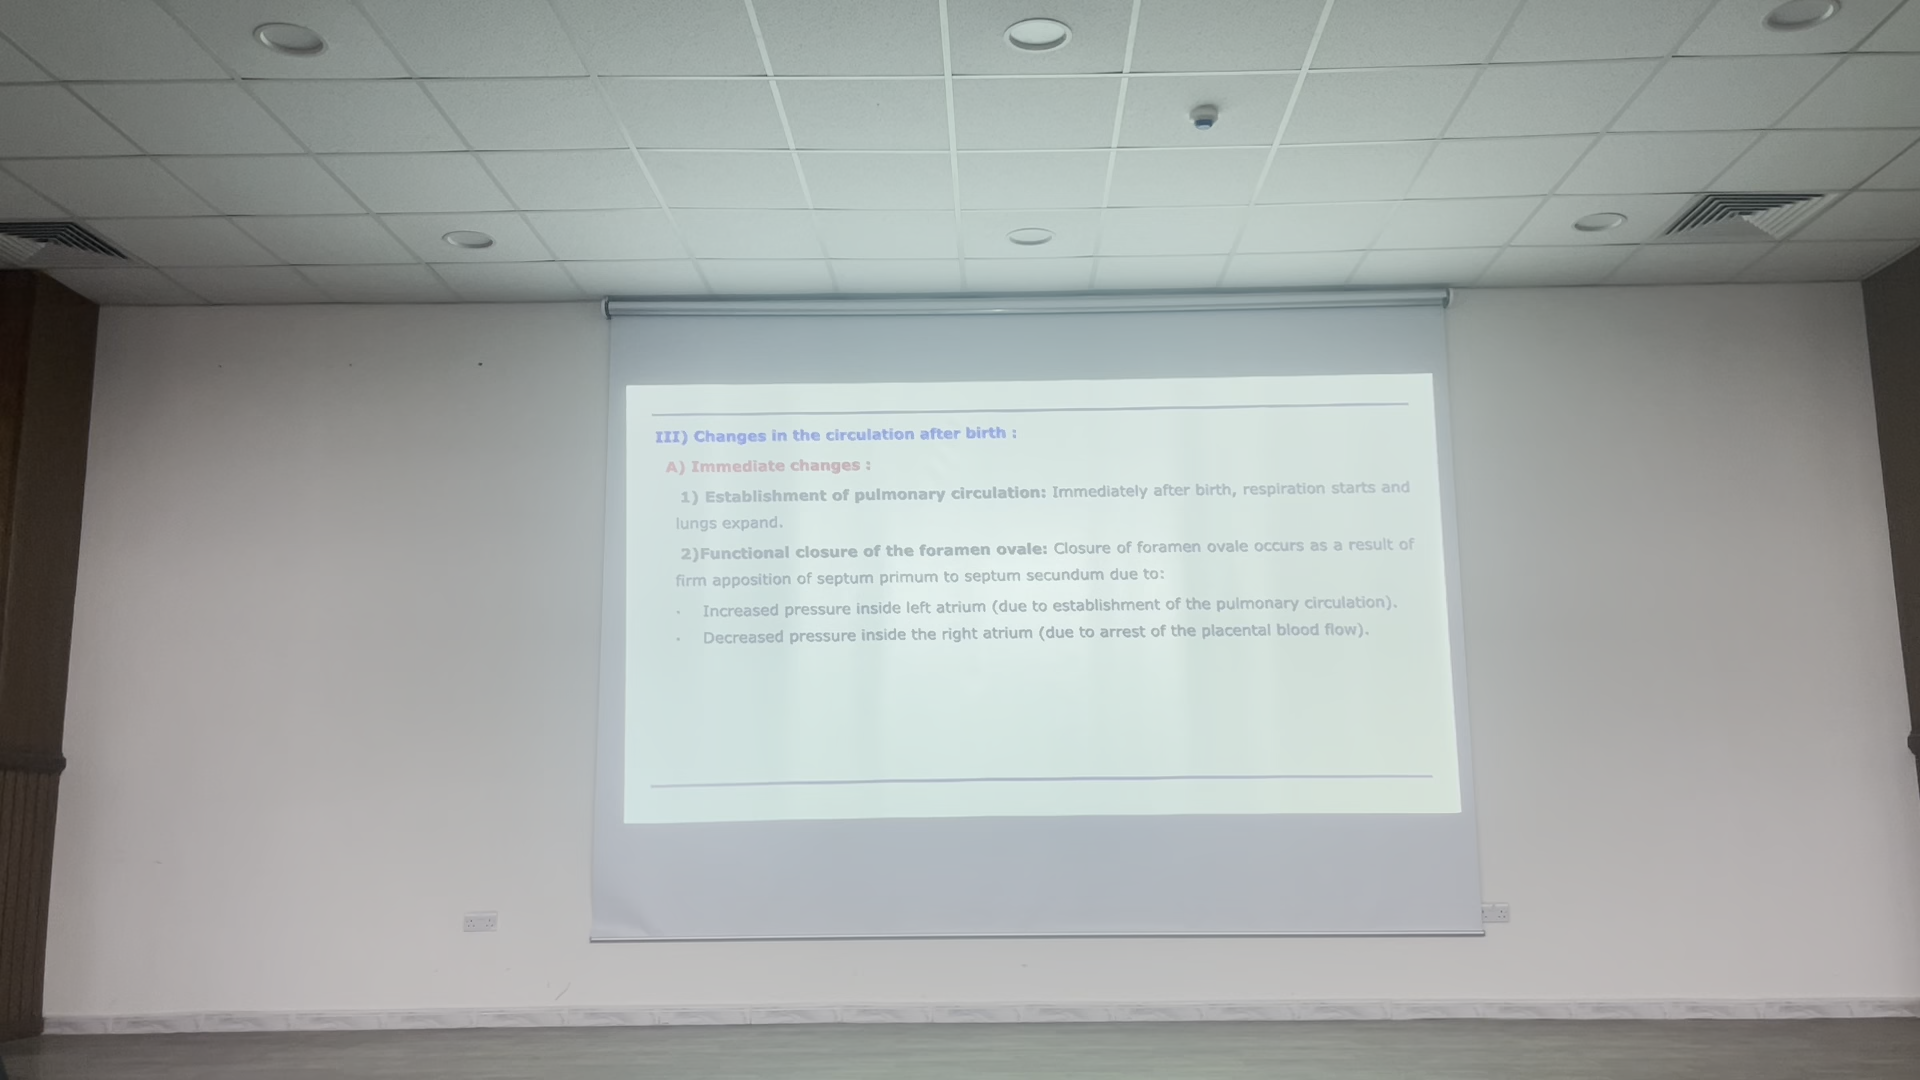 III) Changes in the circulation after birth :
A) Immediate changes :
1) Establishment of pulmonary circulation: Immediately after birth, respiration starts and
lungs expand.
2)Functional closure of the foramen ovale: Closure of foramen ovale occurs as a result of
firm apposition of septum primum to septum secundum due to:
· Increased pressure inside left atrium (due to establishment of the pulmonary circulation).
· Decreased pressure inside the right atrium (due to arrest of the placental blood flow).